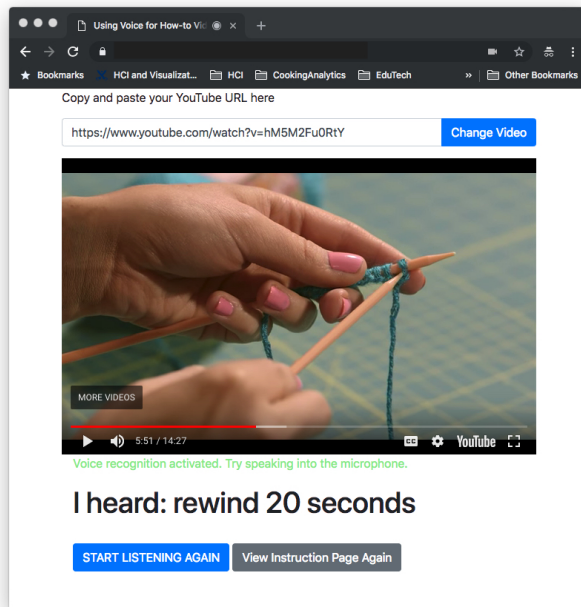 Using Voice for How-to Vic
Bookmarks HCI and Visualizat... HCI CookingAnalytics EduTech » Other Bookmarks
Copy and paste your YouTube URL here
https://www.youtube.com/watch?v=hM5M2Fu0RtY Change Video
MORE VIDEOS
5:51 / 14:27 CC YouTube
Voice recognition activated. Try speaking into the microphone.
I heard: rewind 20 seconds
START LISTENING AGAIN View Instruction Page Again